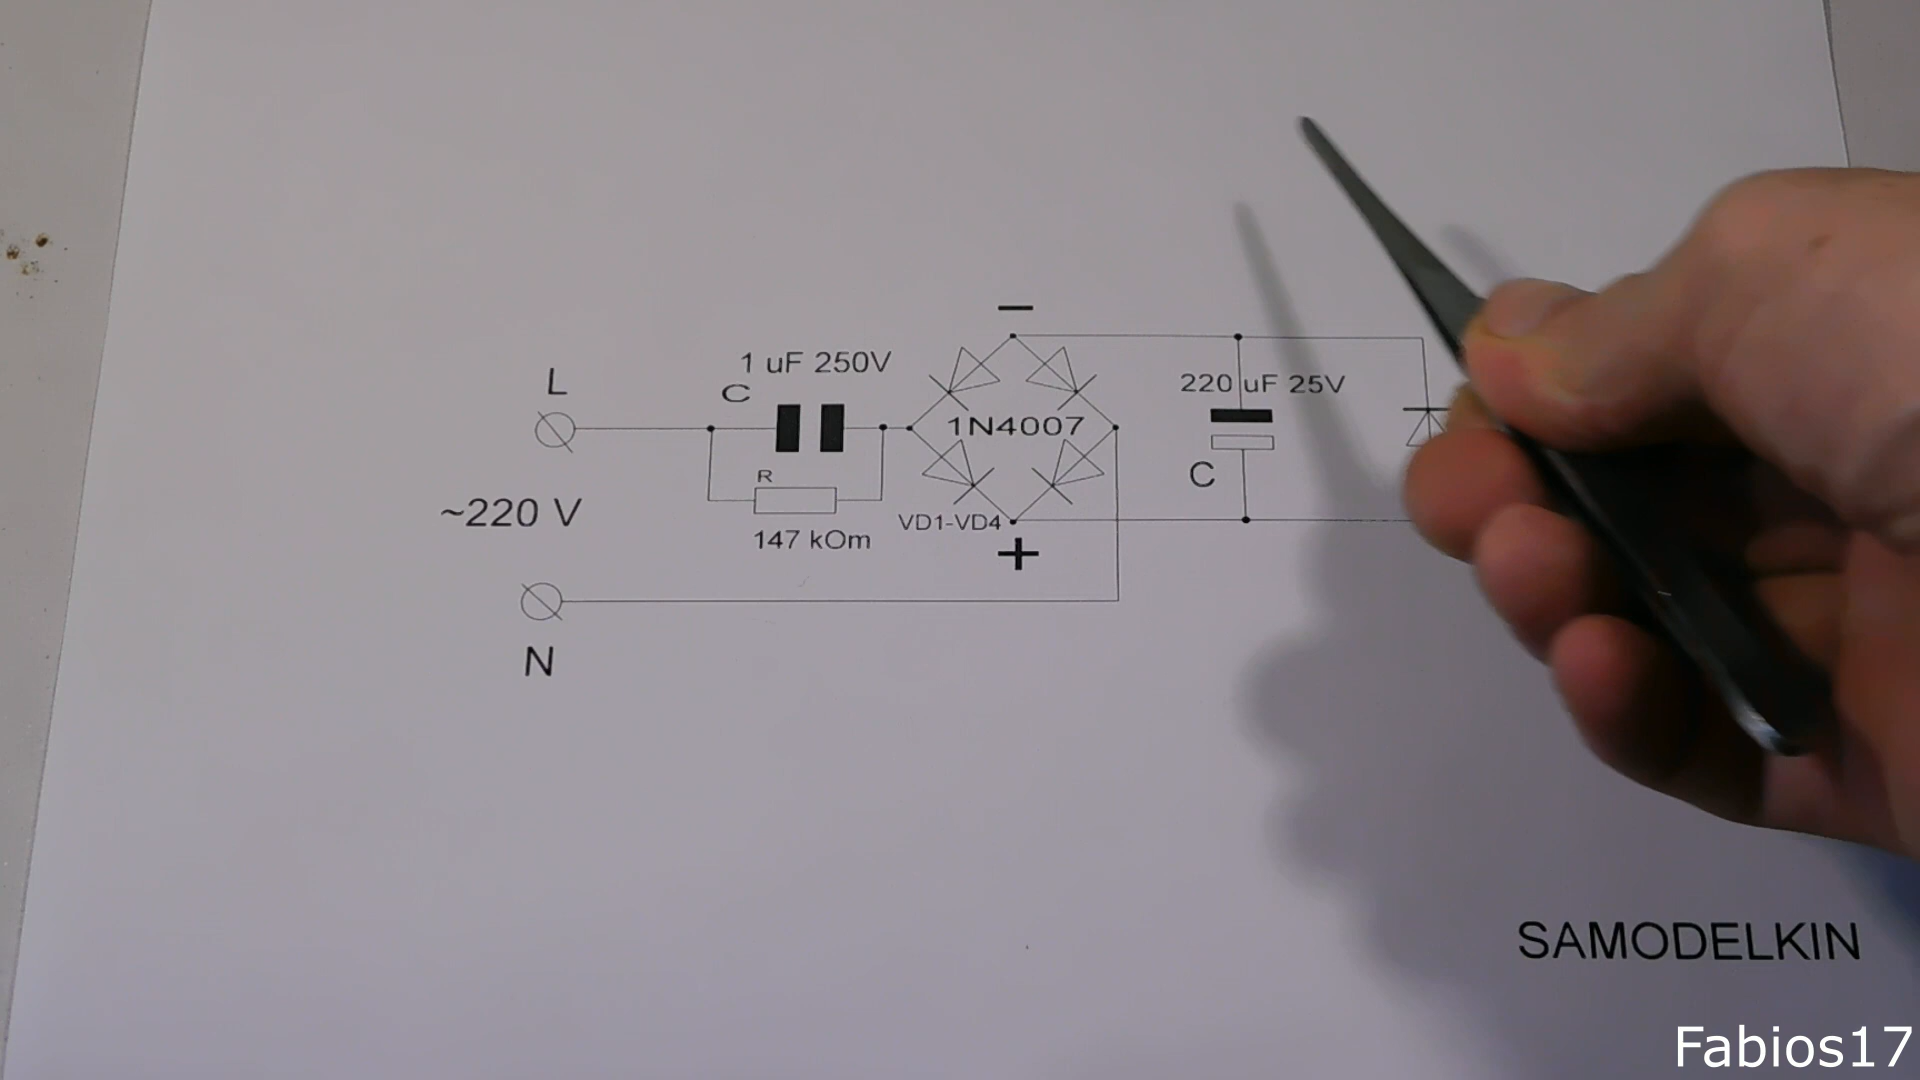 −
1 uF 250V
L
C
220 uF 25V
1N4007
R
C
~220 V
VD1-VD4
147 kOm
+
N
SAMODELKIN
Fabios17